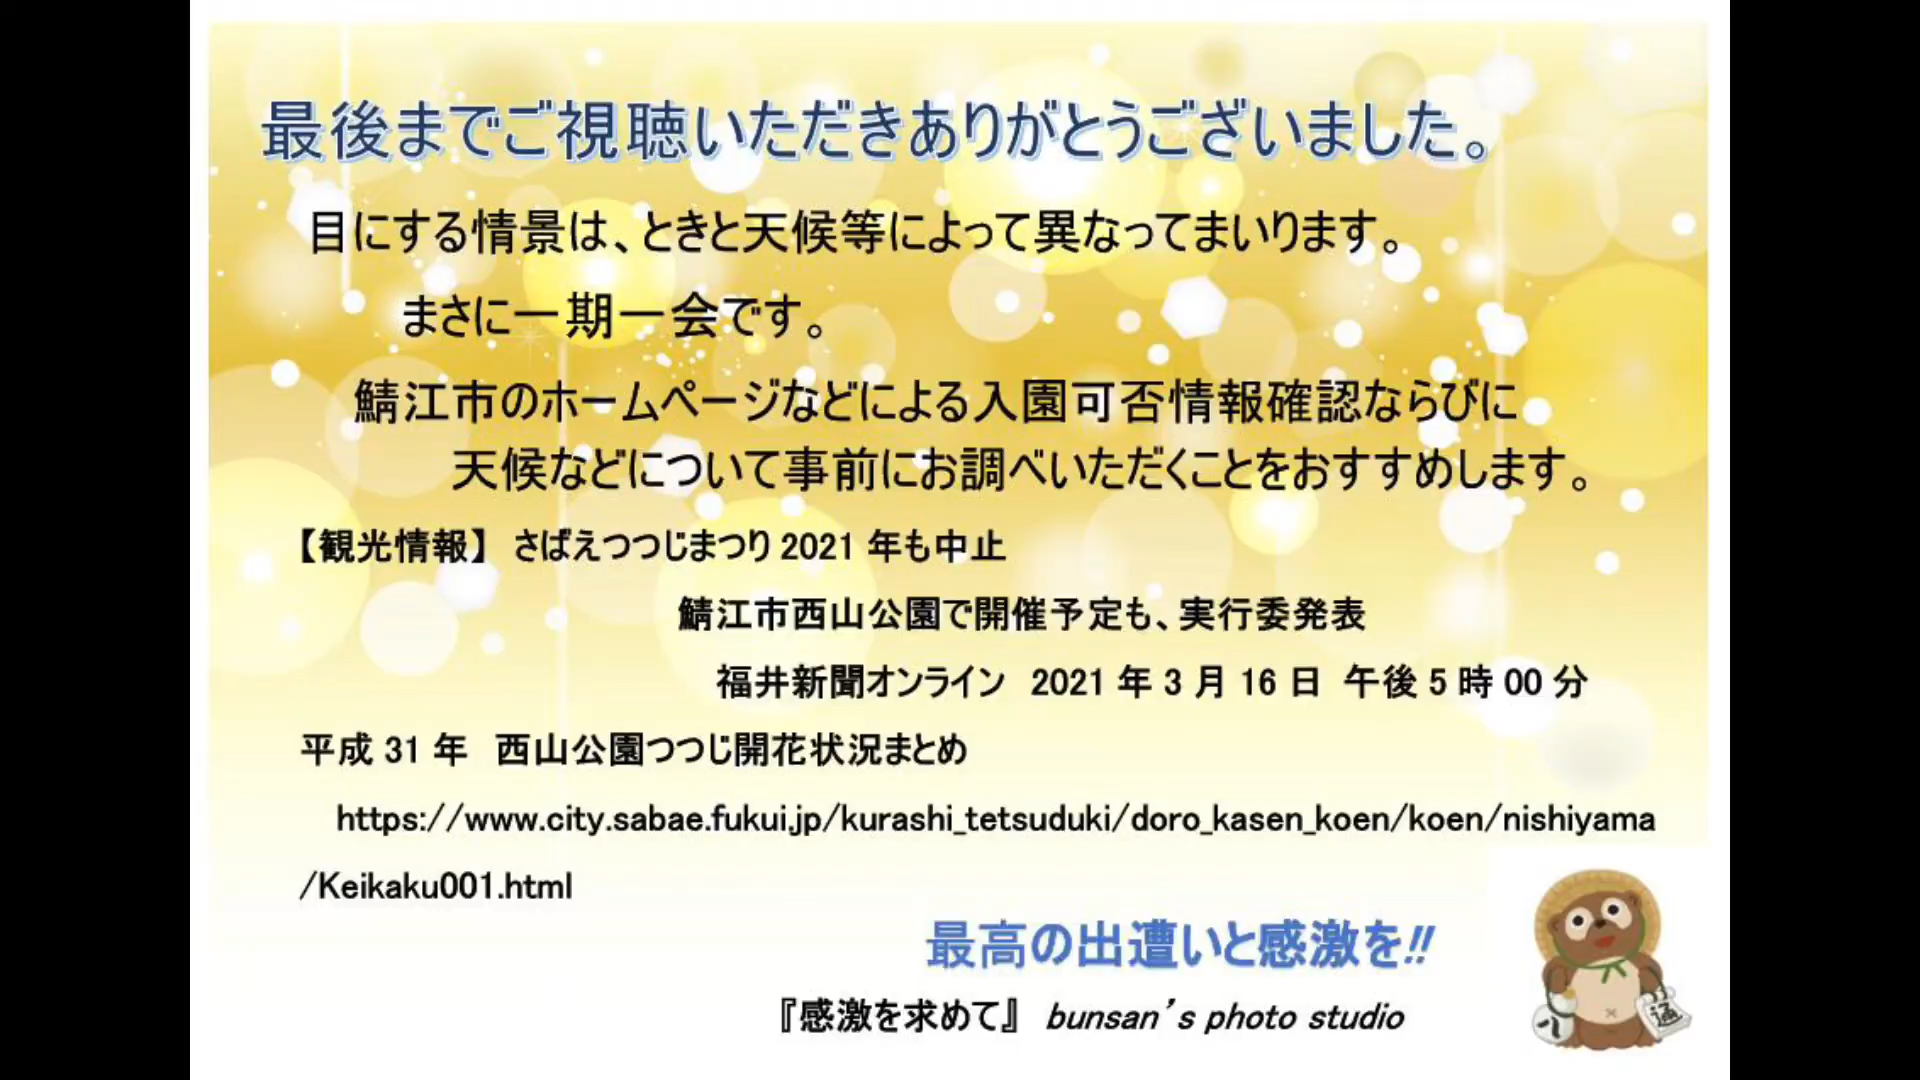 最後までご視聴いただきありがとうございました。
目にする情景は、ときと天候等によって異なってまいります。
まさに一期一会です。
鯖江市のホームページなどによる入園可否情報確認ならびに
天候などについて事前にお調べいただくことをおすすめします。
【観光情報】 さばえつつじまつり2021 年も中止
鯖江市西山公園で開催予定も、実行委発表
福井新聞オンライン 2021 年 3 月 16 日 午後 5 時 00 分
平成 31 年 西山公園つつじ開花状況まとめ
https://www.city.sabae.fukui.jp/kurashi_tetsuduki/doro_kasen_koen/koen/nishiyama
/Keikaku001.html
最高の出遭いと感激を!!
『感激を求めて』 bunsan’s photo studio
八
通